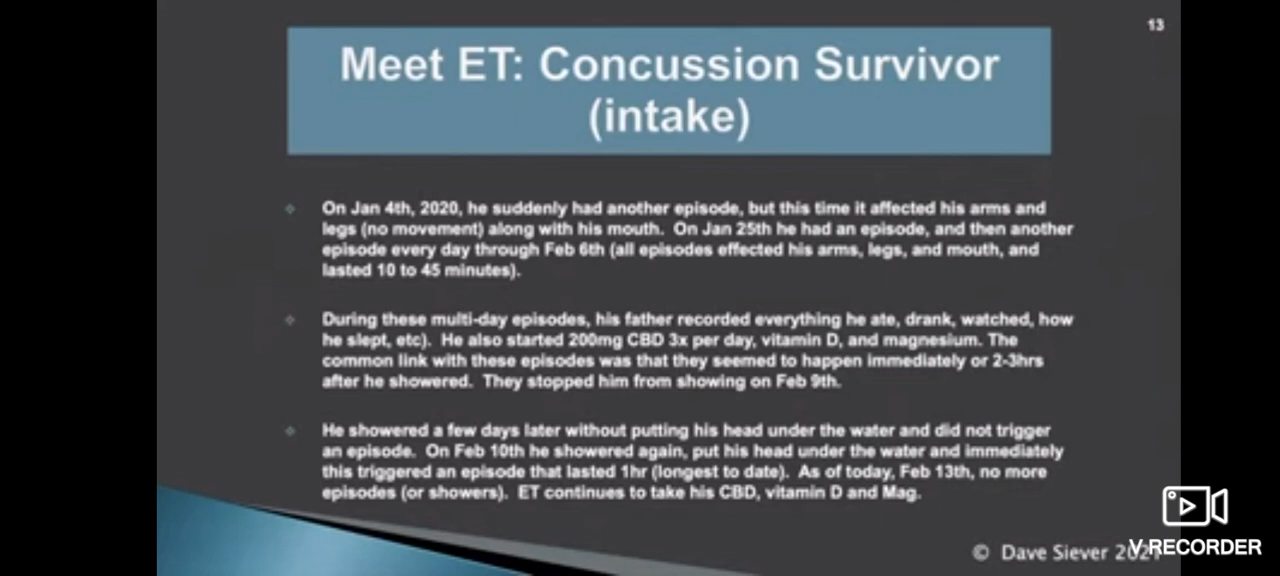 13
Meet ET: Concussion Survivor
(intake)
On Jan 4th, 2020, he suddenly had another episode, but this time it affected his arms and
legs (no movement) along with his mouth. On Jan 25th he had an episode, and then another
episode every day through Feb 6th (all episodes effected his arms, legs, and mouth, and
lasted 10 to 45 minutes).
During these multi-day episodes, his father recorded everything he ate, drank, watched, how
he slept, etc). He also started 200mg CBD 3x per day, vitamin D, and magnesium. The
common link with these episodes was that they seemed to happen immediately or 2-3hrs
after he showered. They stopped him from showing on Feb 9th.
He showered a few days later without putting his head under the water and did not trigger
an episode. On Feb 10th he showered again, put his head under the water and immediately
this triggered an episode that lasted 1hr (longest to date). As of today, Feb 13th, no more
episodes (or showers). ET continues to take his CBD, vitamin D and Mag.
© Dave Siever
V RECORDER